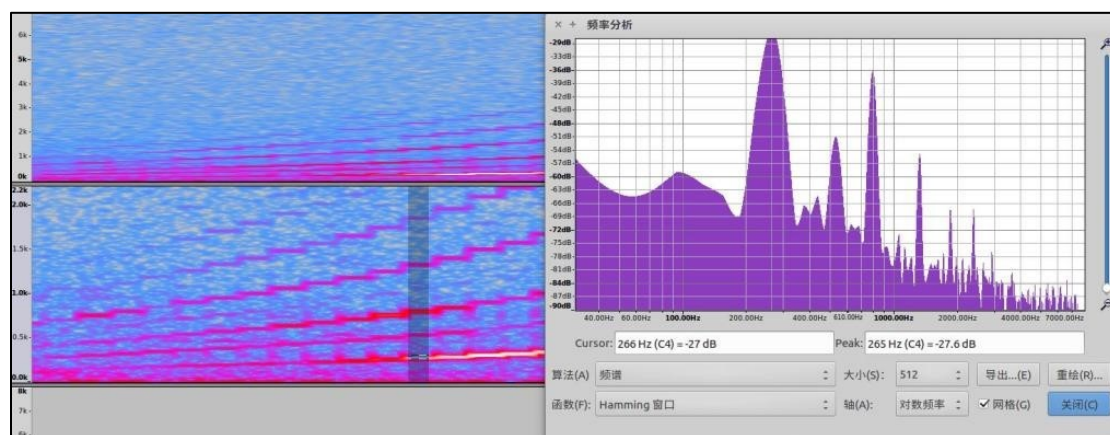 6k-
5k-
4k-
3k-
2k-
1k-
0k-
2.2k
2.0k-
1.5k-
1.0k-
0.5k-
0.0k-
8k-
7k-
× + 频率分析
-29dB
-33dB
-36dB
-39dB
-42dB
-45dB
-48dB
-51dB
-54dB
-57dB
-60dB
-63dB
-66dB
-69dB
-72dB
-75dB
-78dB
-81dB
-84dB
-87dB
-90dB
40.00Hz 60.00Hz 100.00Hz 200.00Hz 400.00Hz 610.00Hz 1000.00Hz 2000.00Hz 4000.00Hz 7000.00Hz
Cursor: 266 Hz (C4) = -27 dB Peak: 265 Hz (C4) = -27.6 dB
算法(A) 频谱 大小(S): 512 导出...(E) 重绘(R)...
函数(F): Hamming 窗口 轴(A): 对数频率 网格(G) 关闭(C)